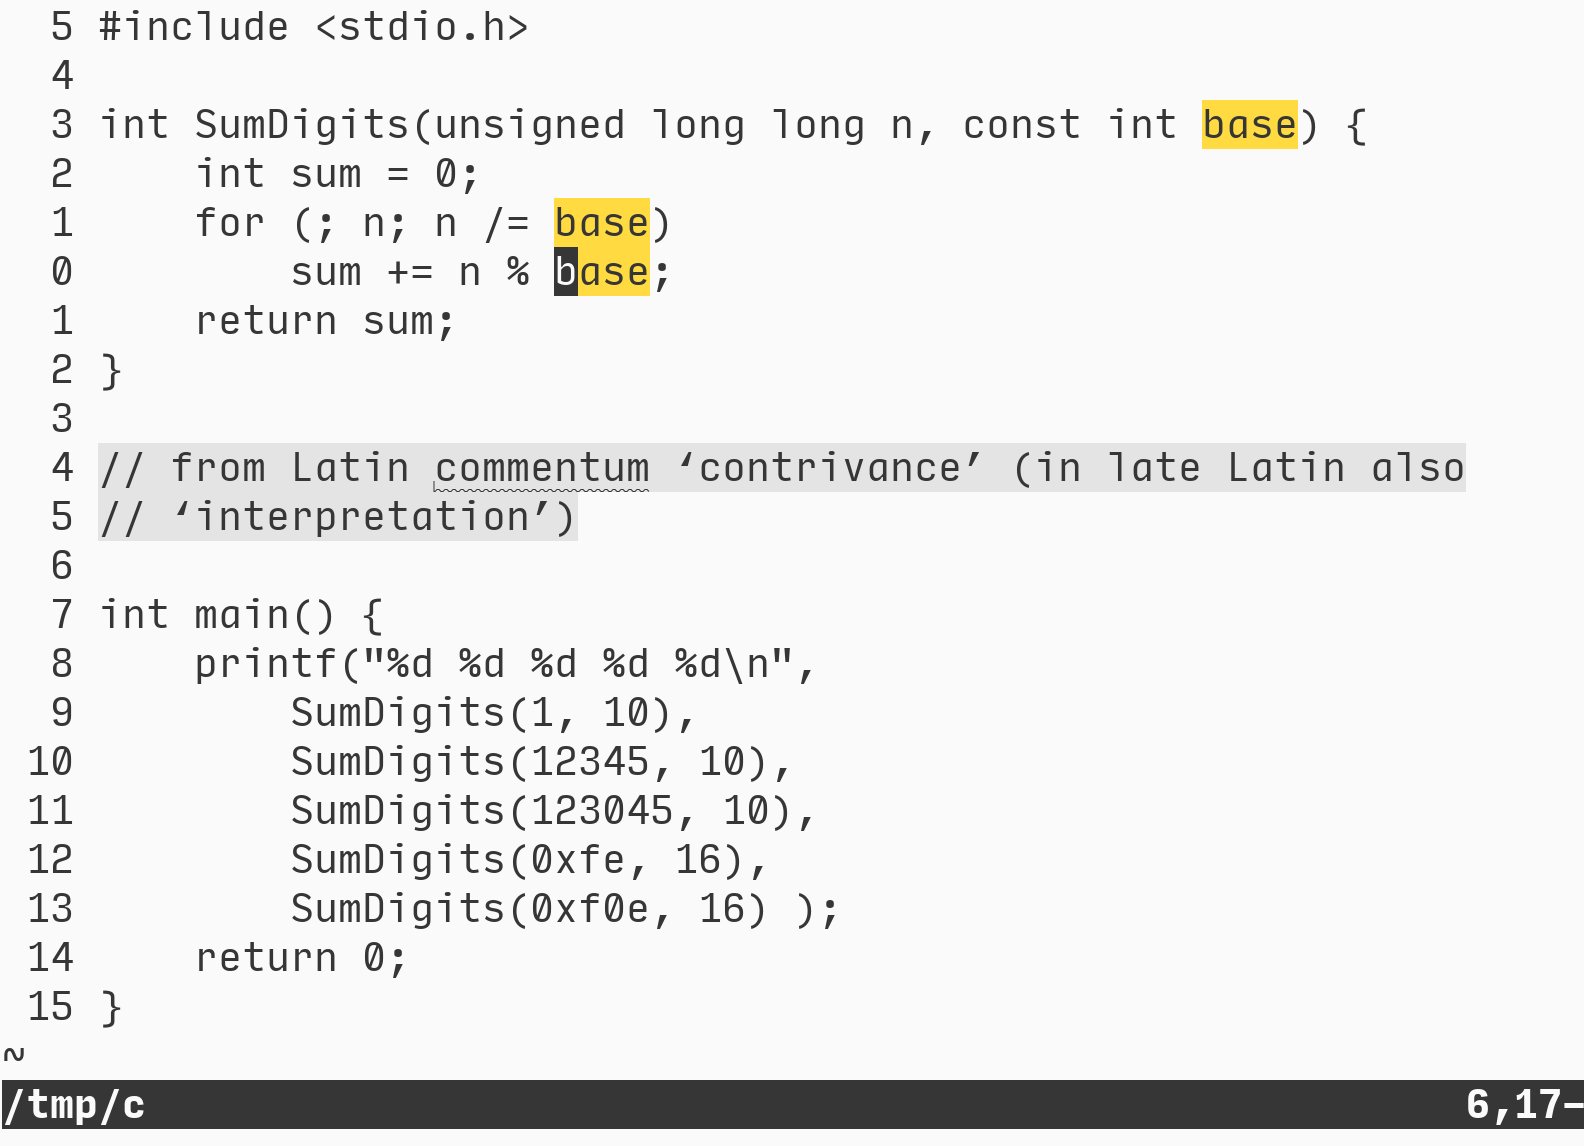 5 #include <stdio.h>
4
3 int SumDigits(unsigned long long n, const int base) {
2     int sum = 0;
1     for (; n; n /= base)
0         sum += n % base;
1     return sum;
2 }
3
4 // from Latin commentum ‘contrivance’ (in late Latin also
5 // ‘interpretation’)
6
7 int main() {
8     printf("%d %d %d %d %d\n",
9         SumDigits(1, 10),
10         SumDigits(12345, 10),
11         SumDigits(123045, 10),
12         SumDigits(0xfe, 16),
13         SumDigits(0xf0e, 16) );
14     return 0;
15 }
~
/tmp/c 6,17-